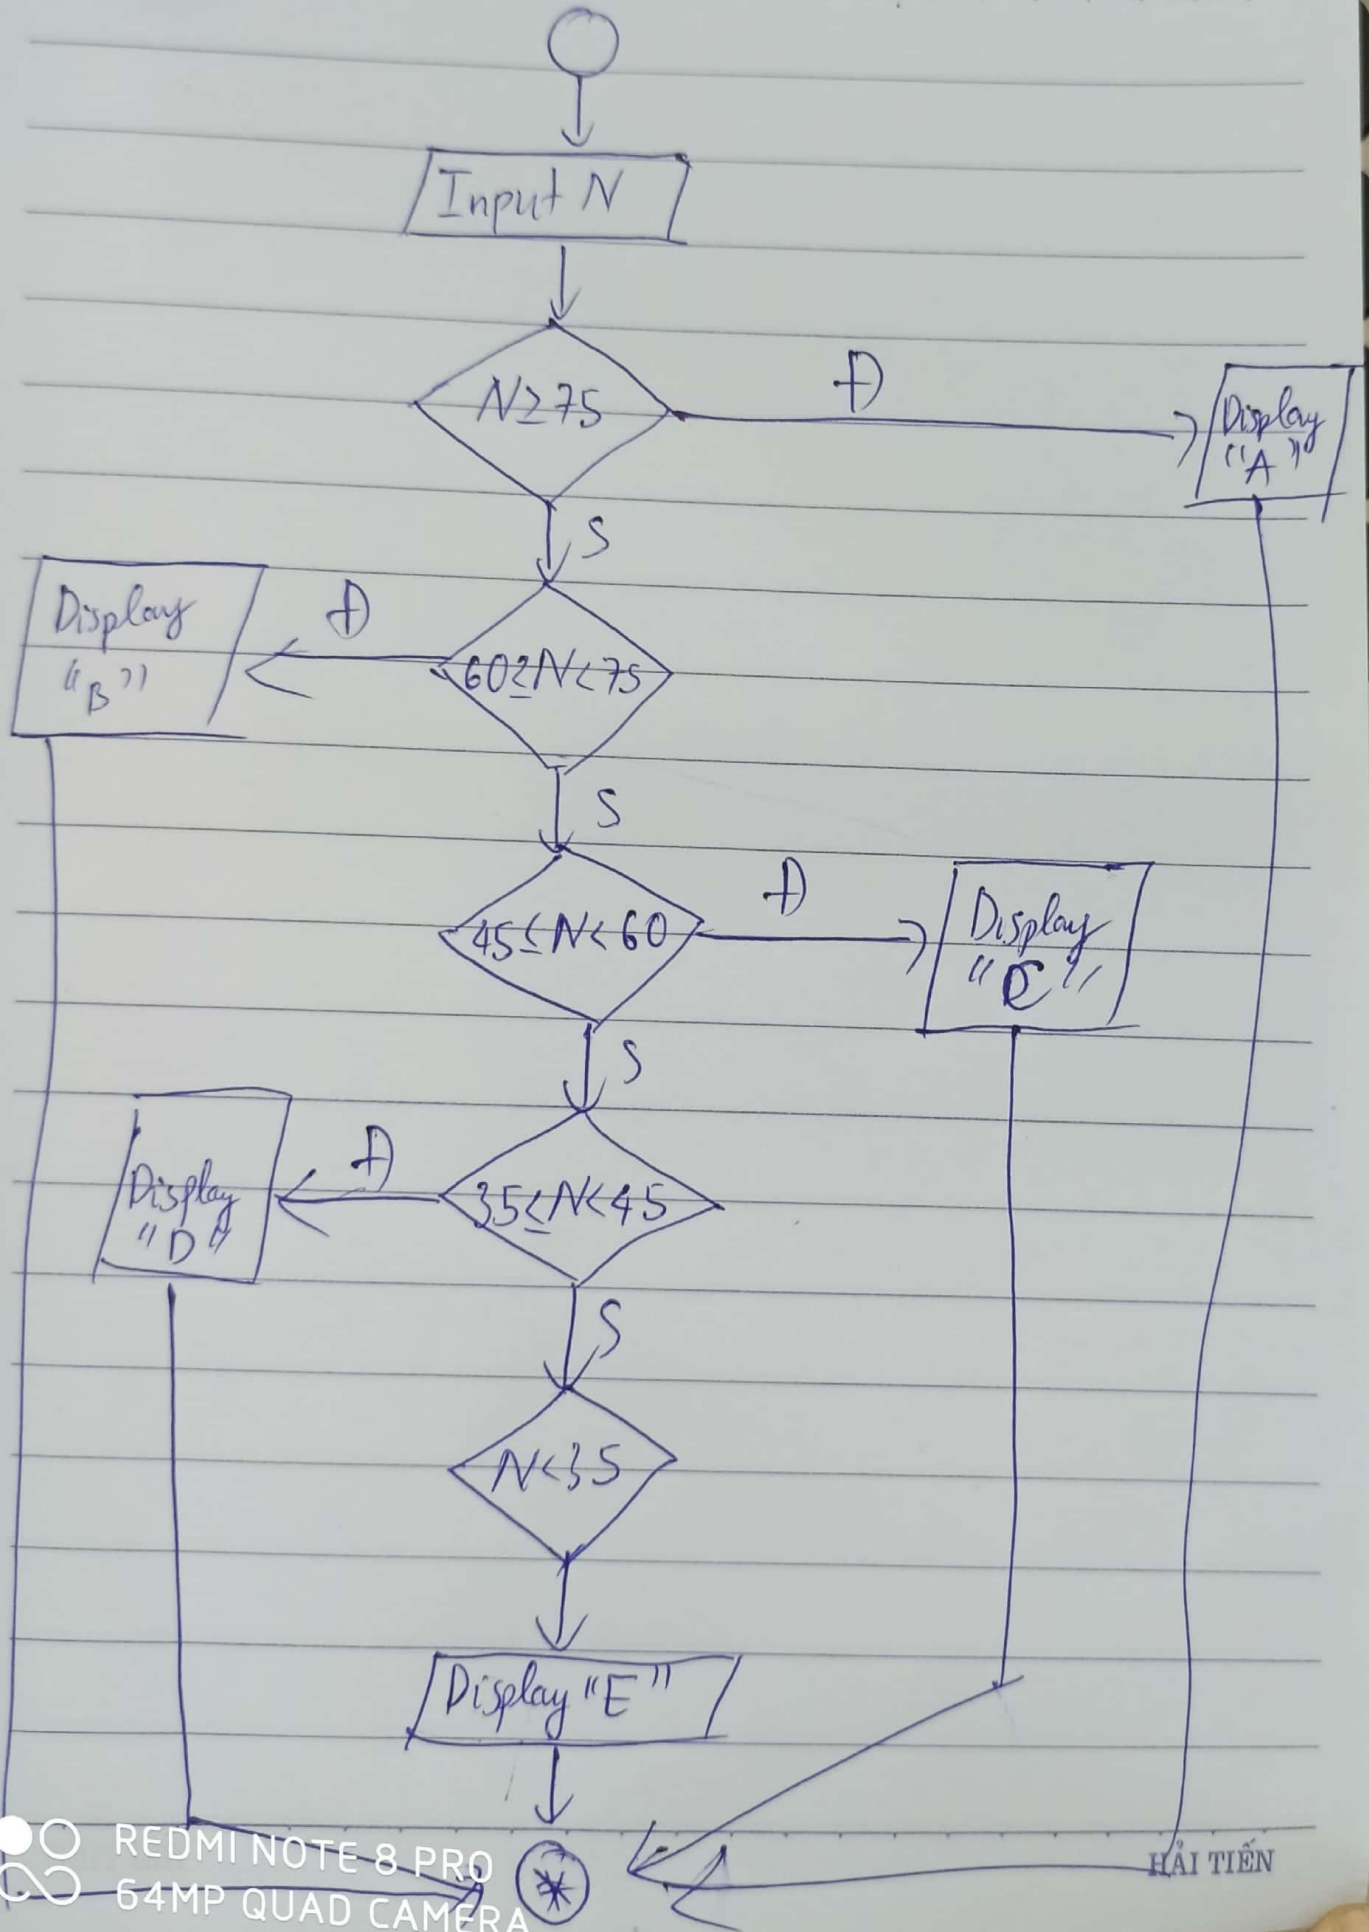 Input N
N≥75
Đ
Display
"A"
S
Display
"B"
Đ
60≥N<75
S
45≤N<60
Đ
Display
"C"
S
Display
"D"
Đ
35≤N<45
S
N<35
Display "E"
REDMI NOTE 8 PRO
64MP QUAD CAMERA
HẢI TIẾN